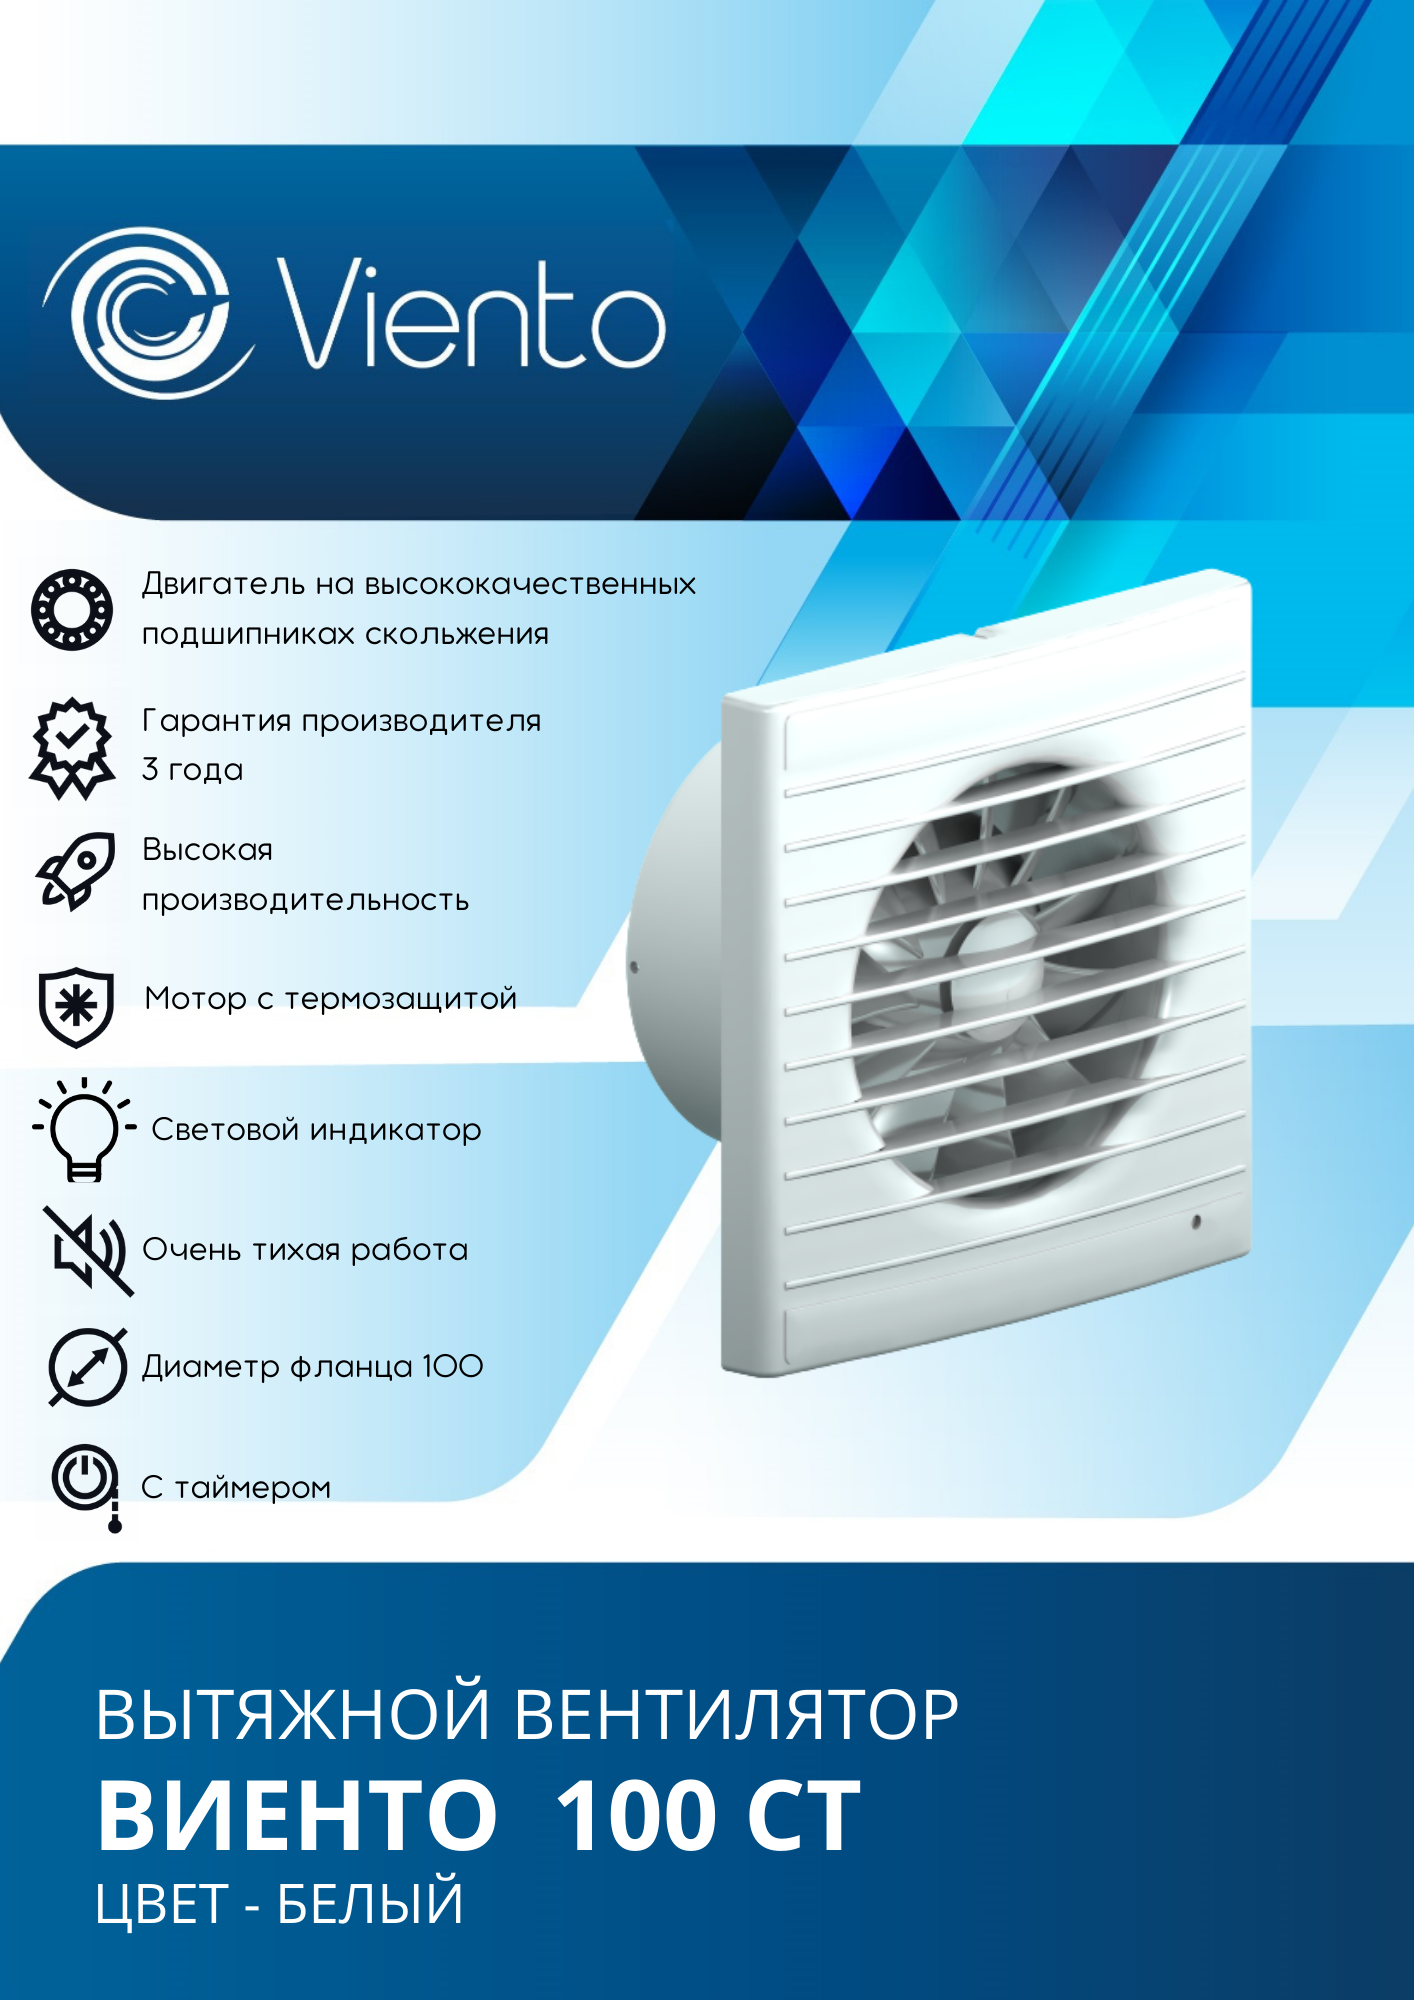 Viento
Двигатель на высококачественных
подшипниках скольжения
Гарантия производителя
3 года
Высокая
производительность
Мотор с термозащитой
Световой индикатор
Очень тихая работа
Диаметр фланца 100
С таймером
ВЫТЯЖНОЙ ВЕНТИЛЯТОР
ВИЕНТО 100 СТ
ЦВЕТ - БЕЛЫЙ